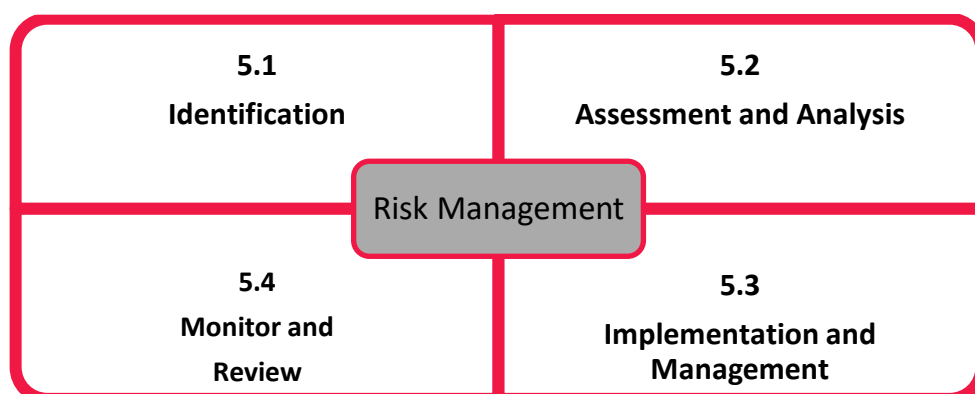 5.1
Identification
5.2
Assessment and Analysis
Risk Management
5.4
Monitor and
Review
5.3
Implementation and
Management